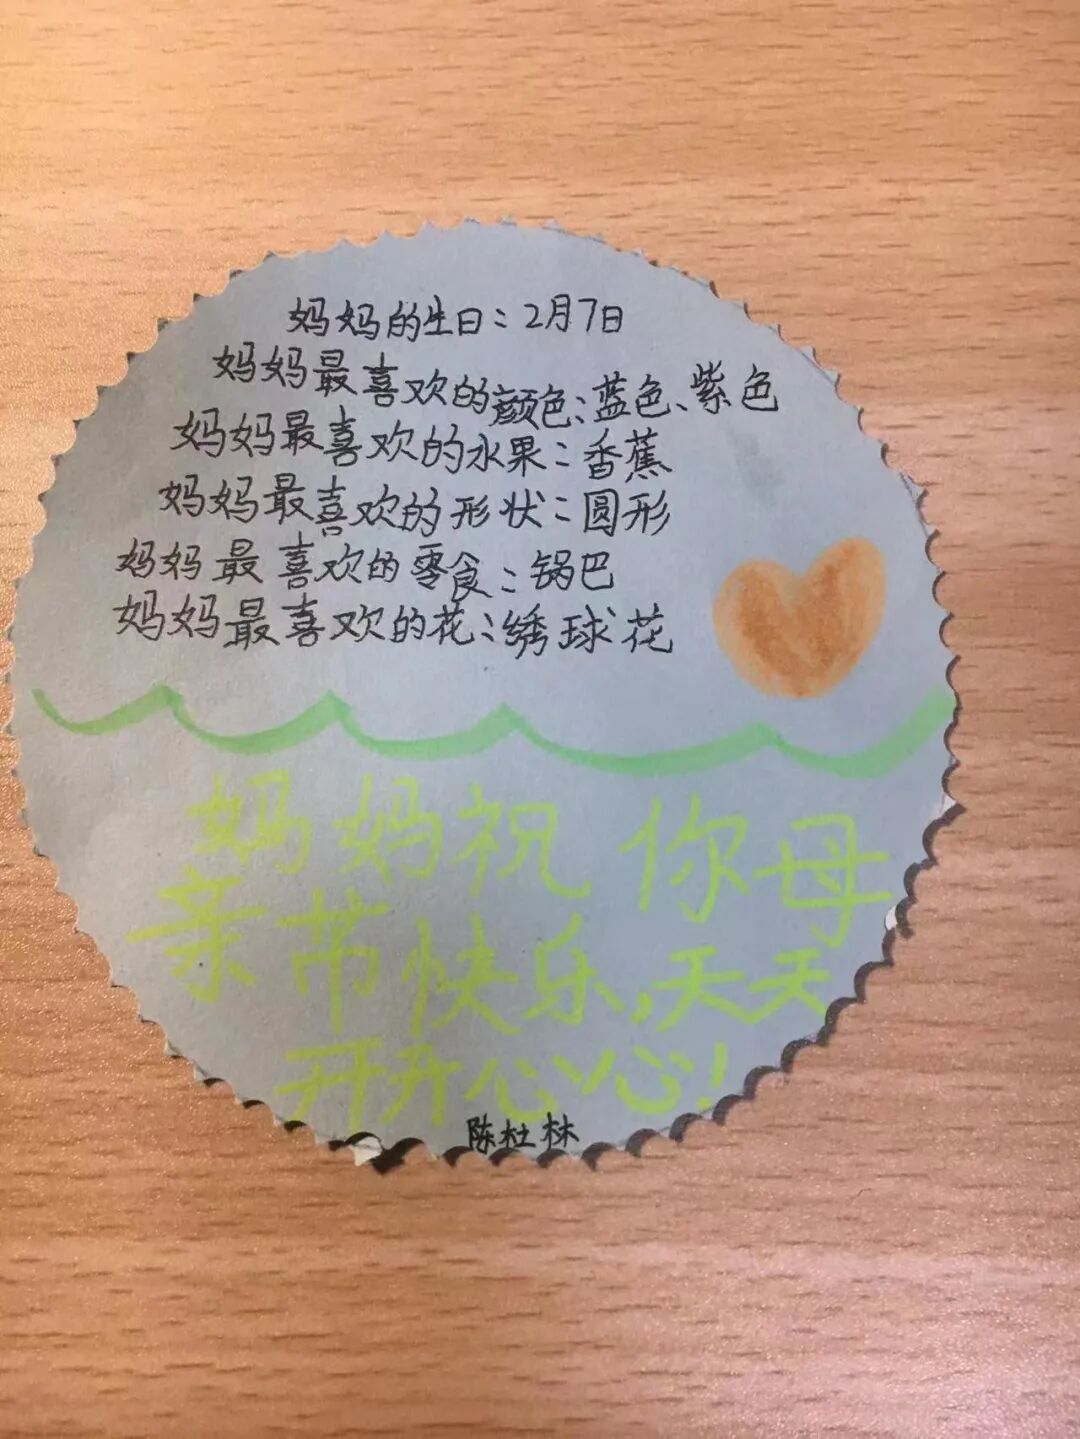 妈妈的生日：2月7日
妈妈最喜欢的颜色：蓝色、紫色
妈妈最喜欢的水果：香蕉
妈妈最喜欢的形状：圆形
妈妈最喜欢的零食：锅巴
妈妈最喜欢的花：绣球花
妈妈祝你母
亲节快乐，天天
开开心心！
陈杜林